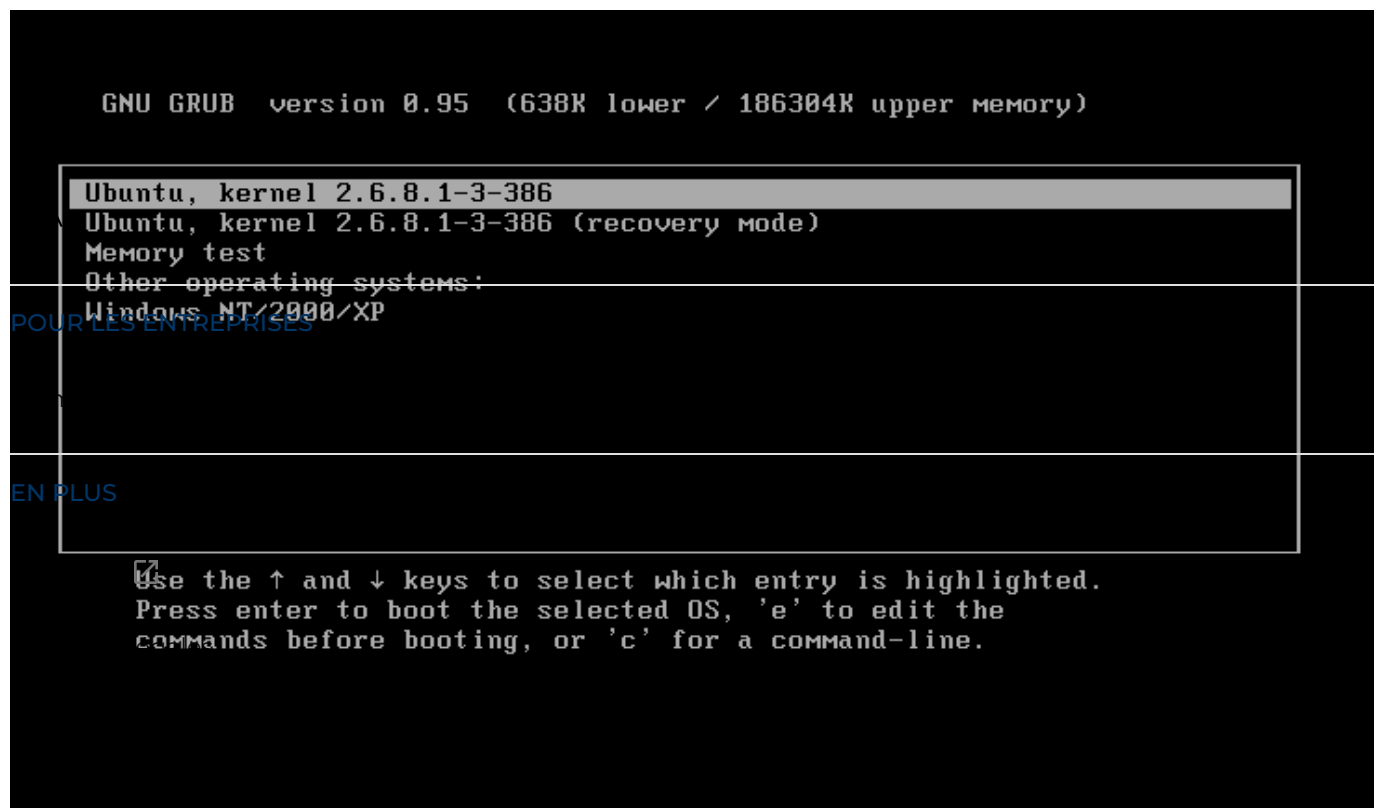 GNU GRUB version 0.95 (638K lower / 186304K upper memory)
Ubuntu, kernel 2.6.8.1-3-386
Ubuntu, kernel 2.6.8.1-3-386 (recovery mode)
Memory test
Other operating systems:
Windows NT/2000/XP
POUR LES ENTREPRISES
EN PLUS
Use the ↑ and ↓ keys to select which entry is highlighted.
Press enter to boot the selected OS, 'e' to edit the
commands before booting, or 'c' for a command-line.